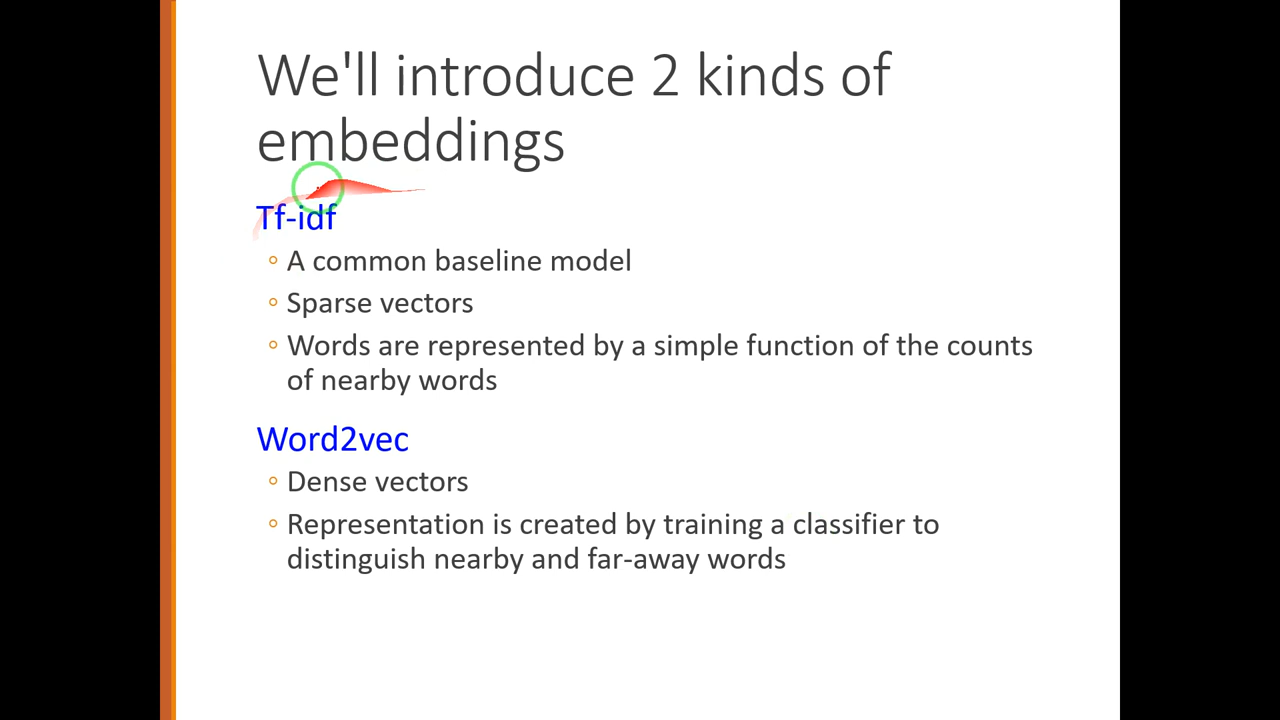 We'll introduce 2 kinds of
embeddings
Tf-idf
◦ A common baseline model
◦ Sparse vectors
◦ Words are represented by a simple function of the counts
of nearby words
Word2vec
◦ Dense vectors
◦ Representation is created by training a classifier to
distinguish nearby and far-away words